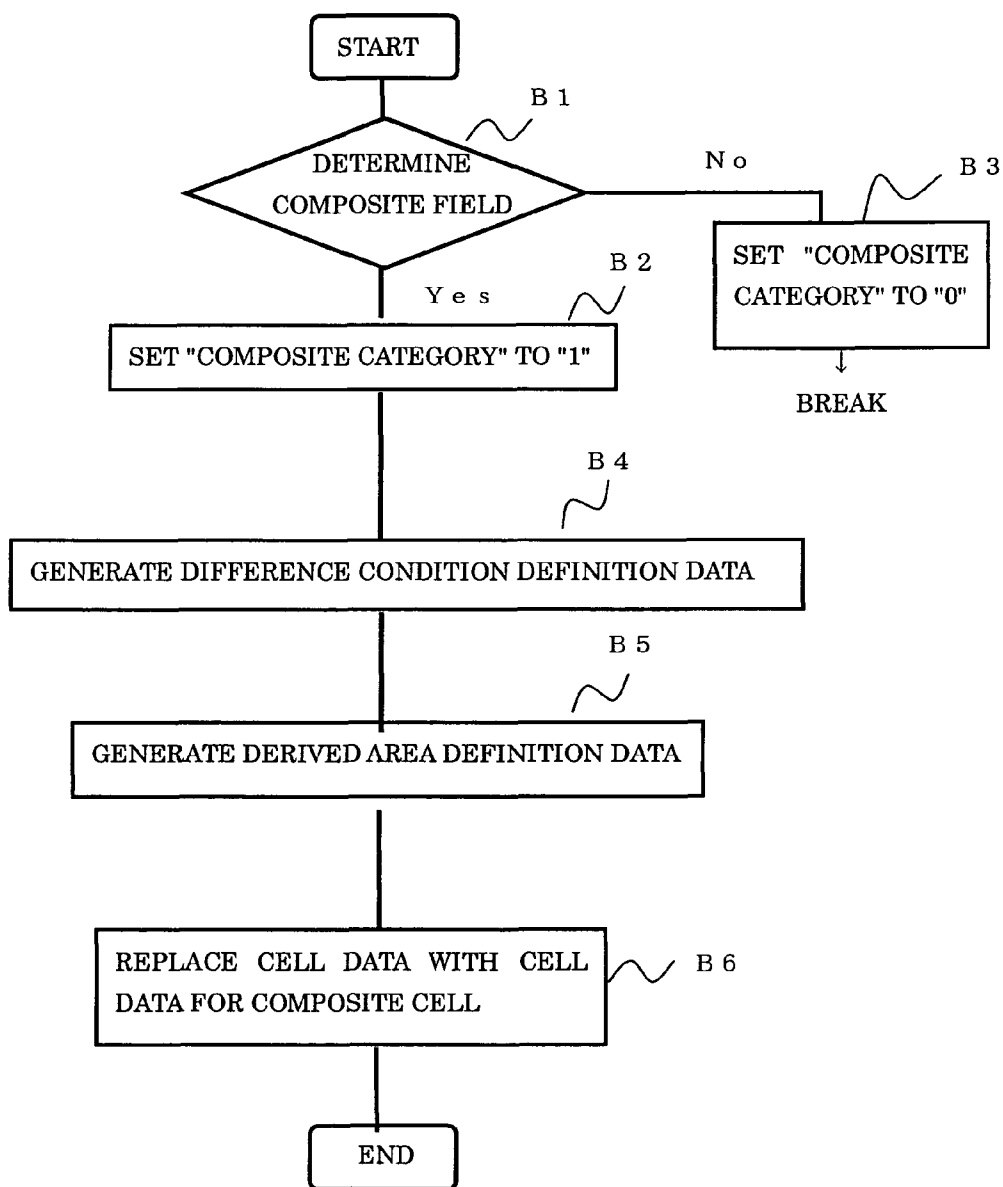 START
B 1
DETERMINE
COMPOSITE FIELD
No
B 3
SET "COMPOSITE
CATEGORY" TO "0"
↓
BREAK
Yes
B 2
SET "COMPOSITE CATEGORY" TO "1"
B 4
GENERATE DIFFERENCE CONDITION DEFINITION DATA
B 5
GENERATE DERIVED AREA DEFINITION DATA
REPLACE CELL DATA WITH CELL
DATA FOR COMPOSITE CELL
B 6
END